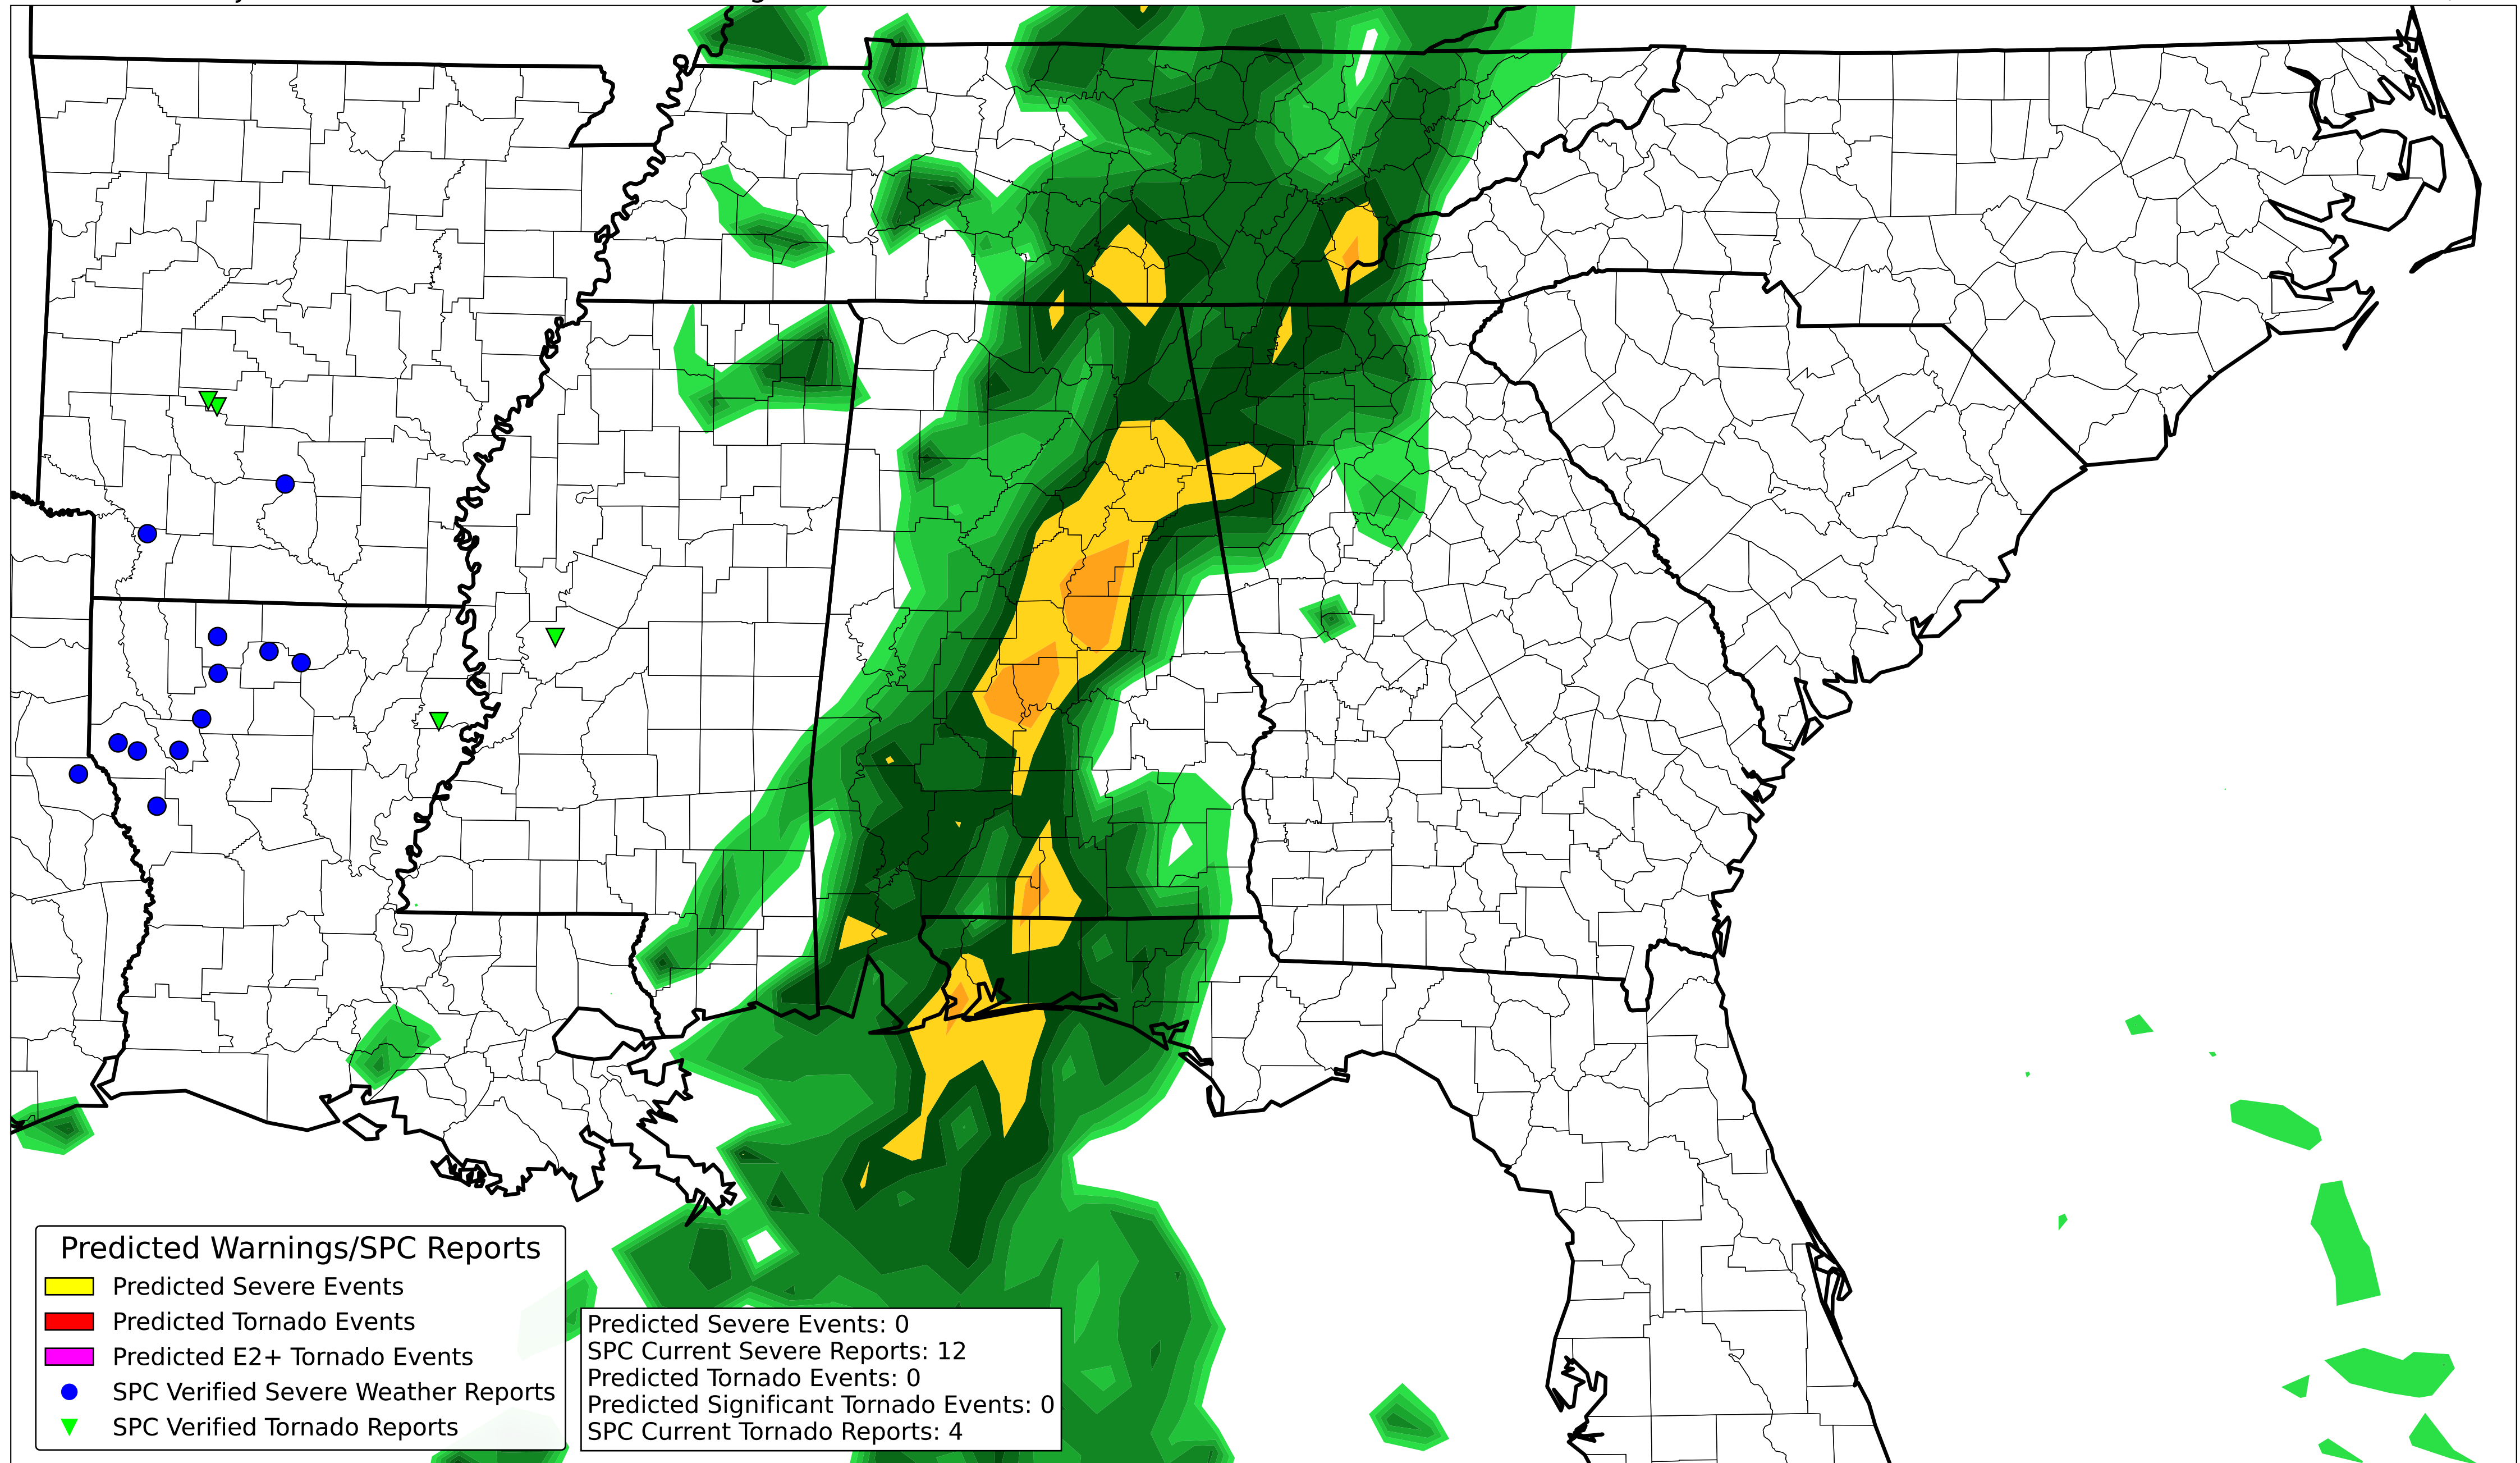 Predicted Warnings/SPC Reports
Predicted Severe Events
Predicted Tornado Events
Predicted E2+ Tornado Events
SPC Verified Severe Weather Reports
SPC Verified Tornado Reports
Predicted Severe Events: 0
SPC Current Severe Reports: 12
Predicted Tornado Events: 0
Predicted Significant Tornado Events: 0
SPC Current Tornado Reports: 4